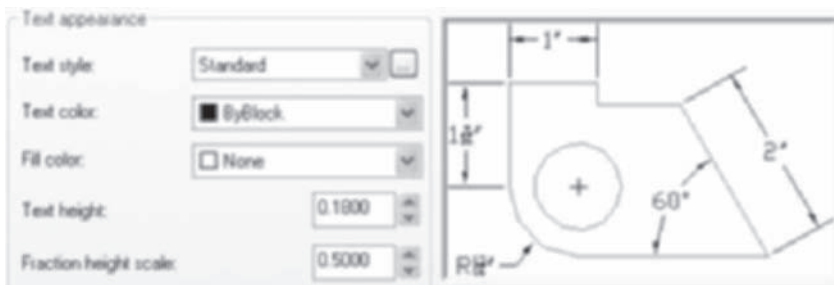 Text appearance
Text style:
Standard
...
Text color:
ByBlock
Fill color:
None
Text height:
0.1800
Fraction height scale:
0.5000
1"
2"
60°